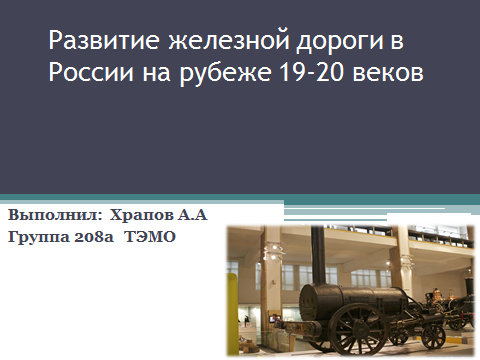 Развитие железной дороги в
России на рубеже 19-20 веков
Выполнил: Храпов А.А
Группа 208а ТЭМО